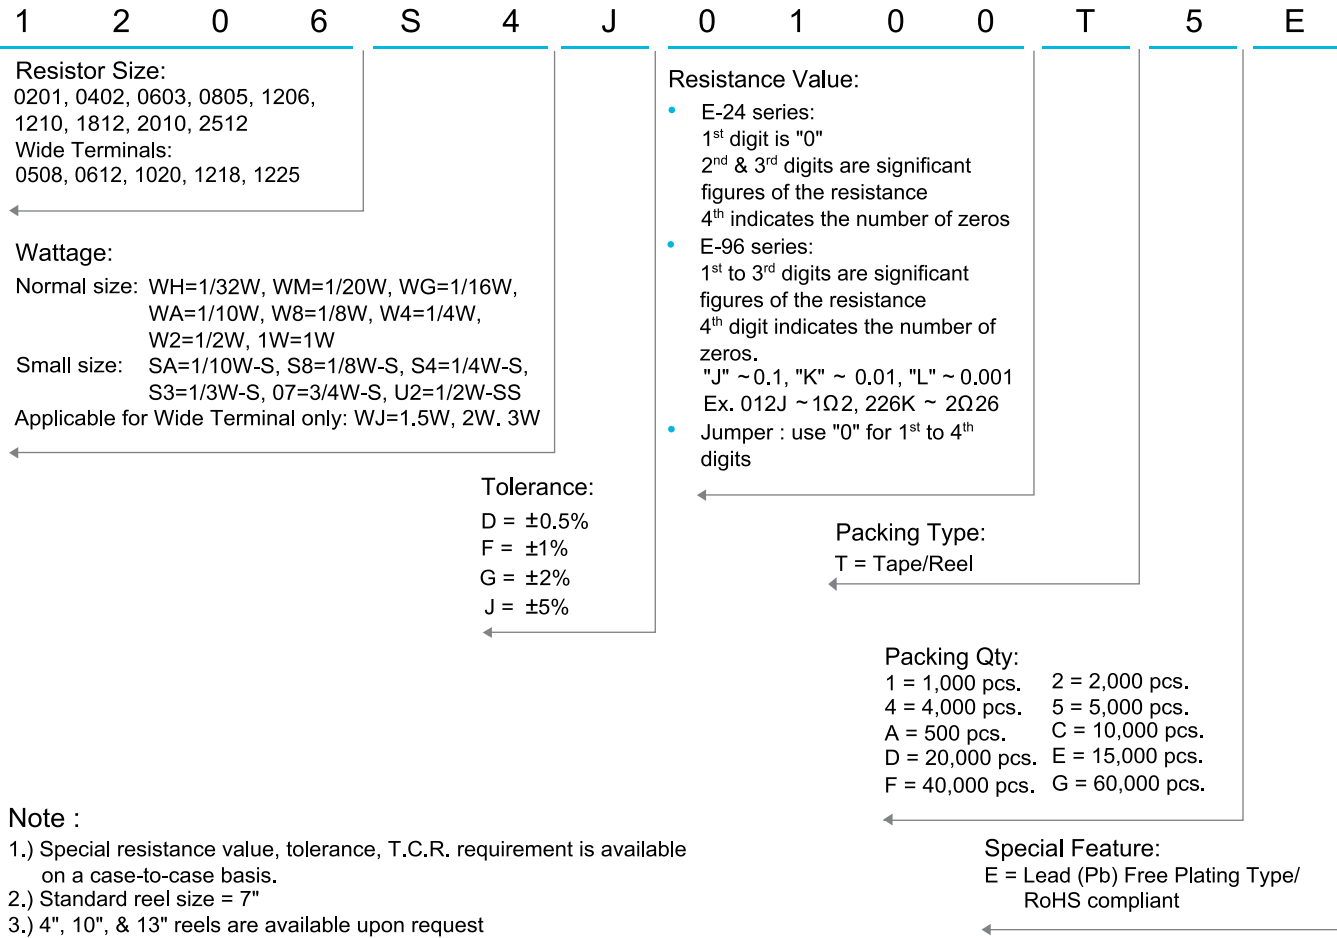 1 2 0 6 S 4 J 0 1 0 0 T 5 E
Resistor Size:
0201, 0402, 0603, 0805, 1206,
1210, 1812, 2010, 2512
Wide Terminals:
0508, 0612, 1020, 1218, 1225
Wattage:
Normal size: WH=1/32W, WM=1/20W, WG=1/16W,
WA=1/10W, W8=1/8W, W4=1/4W,
W2=1/2W, 1W=1W
Small size: SA=1/10W-S, S8=1/8W-S, S4=1/4W-S,
S3=1/3W-S, 07=3/4W-S, U2=1/2W-SS
Applicable for Wide Terminal only: WJ=1.5W, 2W. 3W
Tolerance:
D = ±0.5%
F = ±1%
G = ±2%
J = ±5%
Resistance Value:
• E-24 series:
1st digit is "0"
2nd & 3rd digits are significant
figures of the resistance
4th indicates the number of zeros
• E-96 series:
1st to 3rd digits are significant
figures of the resistance
4th digit indicates the number of
zeros.
"J" ~ 0.1, "K" ~ 0.01, "L" ~ 0.001
Ex. 012J ~ 1Ω2, 226K ~ 2Ω26
• Jumper : use "0" for 1st to 4th
digits
Packing Type:
T = Tape/Reel
Packing Qty:
1 = 1,000 pcs. 2 = 2,000 pcs.
4 = 4,000 pcs. 5 = 5,000 pcs.
A = 500 pcs. C = 10,000 pcs.
D = 20,000 pcs. E = 15,000 pcs.
F = 40,000 pcs. G = 60,000 pcs.
Special Feature:
E = Lead (Pb) Free Plating Type/
RoHS compliant
Note :
1.) Special resistance value, tolerance, T.C.R. requirement is available
on a case-to-case basis.
2.) Standard reel size = 7"
3.) 4", 10", & 13" reels are available upon request